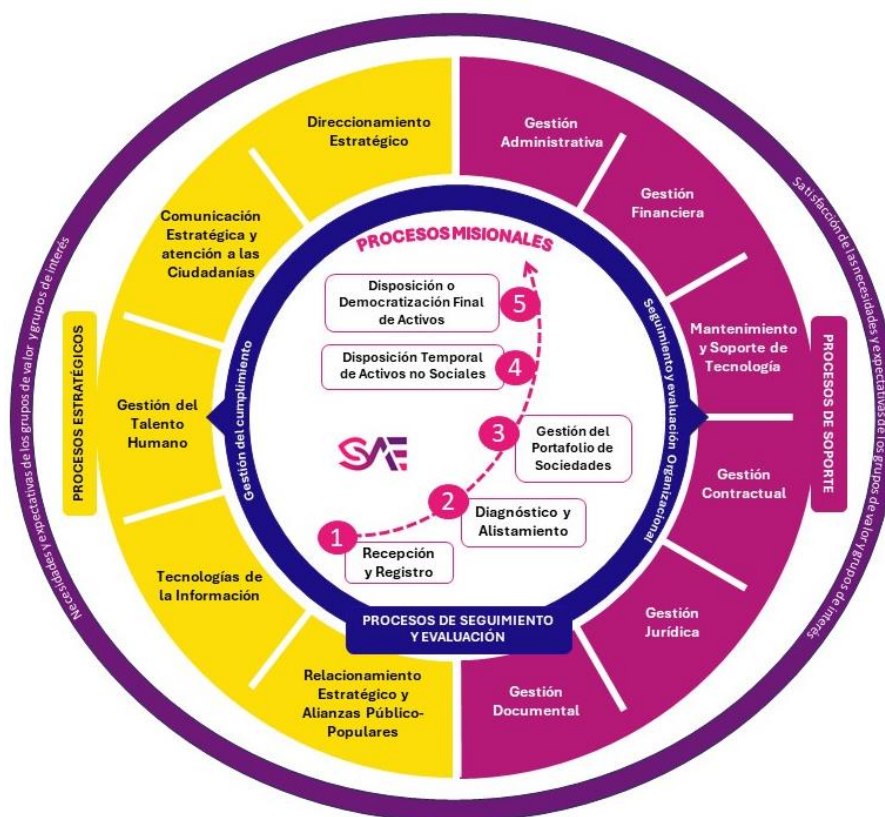 Necesidades y expectativas de los grupos de valor y grupos de interés
PROCESOS ESTRATÉGICOS
Direccionamiento
Estratégico
Comunicación
Estratégica y
atención a las
Ciudadanías
Gestión del
Talento
Humano
Tecnologías de
la Información
Relacionamiento
Estratégico y
Alianzas Público-
Populares
Gestión del cumplimiento
PROCESOS MISIONALES
5
Disposición o
Democratización Final
de Activos
4
Disposición Temporal
de Activos no Sociales
3
Gestión del
Portafolio de
Sociedades
SAE
2
Diagnóstico y
Alistamiento
1
Recepción
y Registro
PROCESOS DE SEGUIMIENTO
Y EVALUACIÓN
Seguimiento y evaluación Organizacional
Gestión
Administrativa
Gestión
Financiera
Mantenimiento
y Soporte de
Tecnología
Gestión
Contractual
Gestión
Jurídica
Gestión
Documental
PROCESOS DE SOPORTE
Satisfacción de las necesidades y expectativas de los grupos de valor y grupos de interés